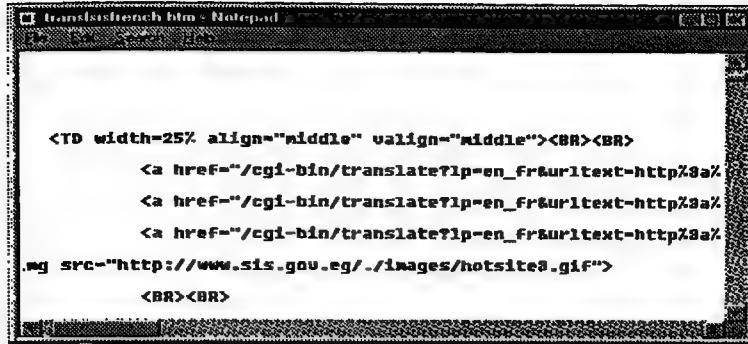 translsisfrench htm - Notepad
<TD width=25% align="middle" valign="middle"><BR><BR>
<a href="/cgi-bin/translate?lp=en_fr&urltext=http%3a%
<a href="/cgi-bin/translate?lp=en_fr&urltext=http%3a%
<a href="/cgi-bin/translate?lp=en_fr&urltext=http%3a%
.mg src="http://www.sis.gov.eg/./images/hotsite3.gif">
<BR><BR>